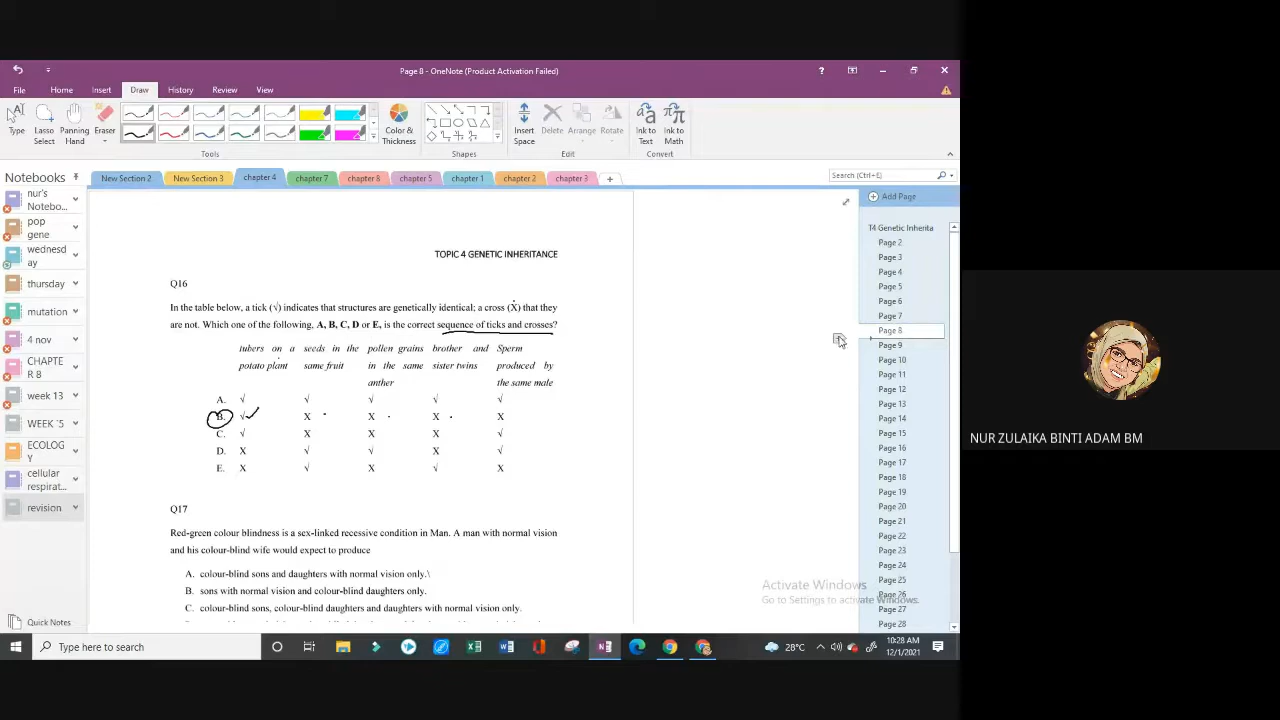 Page 8 - OneNote (Product Activation Failed)
File Home Insert Draw History Review View
Type Lasso Select Panning Hand Eraser
Color & Thickness
Insert Space Delete Arrange Rotate
Ink to Text Ink to Math
Tools Shapes Edit Convert
Notebooks
New Section 2 New Section 3 chapter 4 chapter 7 chapter 8 chapter 5 chapter 1 chapter 2 chapter 3 +
Search (Ctrl+E)
nur's Notebo...
pop gene
wednesd ay
thursday
mutation
4 nov
CHAPTE R 8
week 13
WEEK '5
ECOLOG Y
cellular respirat...
revision
Quick Notes
TOPIC 4 GENETIC INHERITANCE
Q16
In the table below, a tick (√) indicates that structures are genetically identical; a cross (X) that they
are not. Which one of the following, A, B, C, D or E, is the correct sequence of ticks and crosses?
tubers on a seeds in the pollen grains brother and Sperm
potato plant same fruit in the same sister twins produced by
anther the same male
A. √ √ √ √ √
B. √ X X X X
C. √ X X X √
D. X √ √ X √
E. X √ X √ X
Q17
Red-green colour blindness is a sex-linked recessive condition in Man. A man with normal vision
and his colour-blind wife would expect to produce
A. colour-blind sons and daughters with normal vision only.\
B. sons with normal vision and colour-blind daughters only.
C. colour-blind sons, colour-blind daughters and daughters with normal vision only.
Add Page
T4 Genetic Inherita
Page 2
Page 3
Page 4
Page 5
Page 6
Page 7
Page 8
Page 9
Page 10
Page 11
Page 12
Page 13
Page 14
Page 15
Page 16
Page 17
Page 18
Page 19
Page 20
Page 21
Page 22
Page 23
Page 24
Page 25
Page 26
Page 27
Page 28
Activate Windows
Go to Settings to activate Windows.
Type here to search
28°C
10:28 AM
12/1/2021
NUR ZULAIKA BINTI ADAM BM